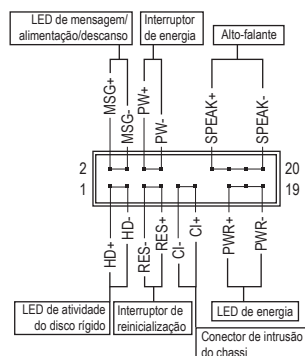 LED de mensagem/
alimentação/descanso
Interruptor
de energia
Alto-falante
MSG+
MSG-
PW+
PW-
SPEAK+
SPEAK-
2
20
1
19
HD+
HD-
RES-
RES+
CI-
CI+
PWR+
PWR-
LED de atividade
do disco rígido
Interruptor de
reinicialização
LED de energia
Conector de intrusão
do chassi